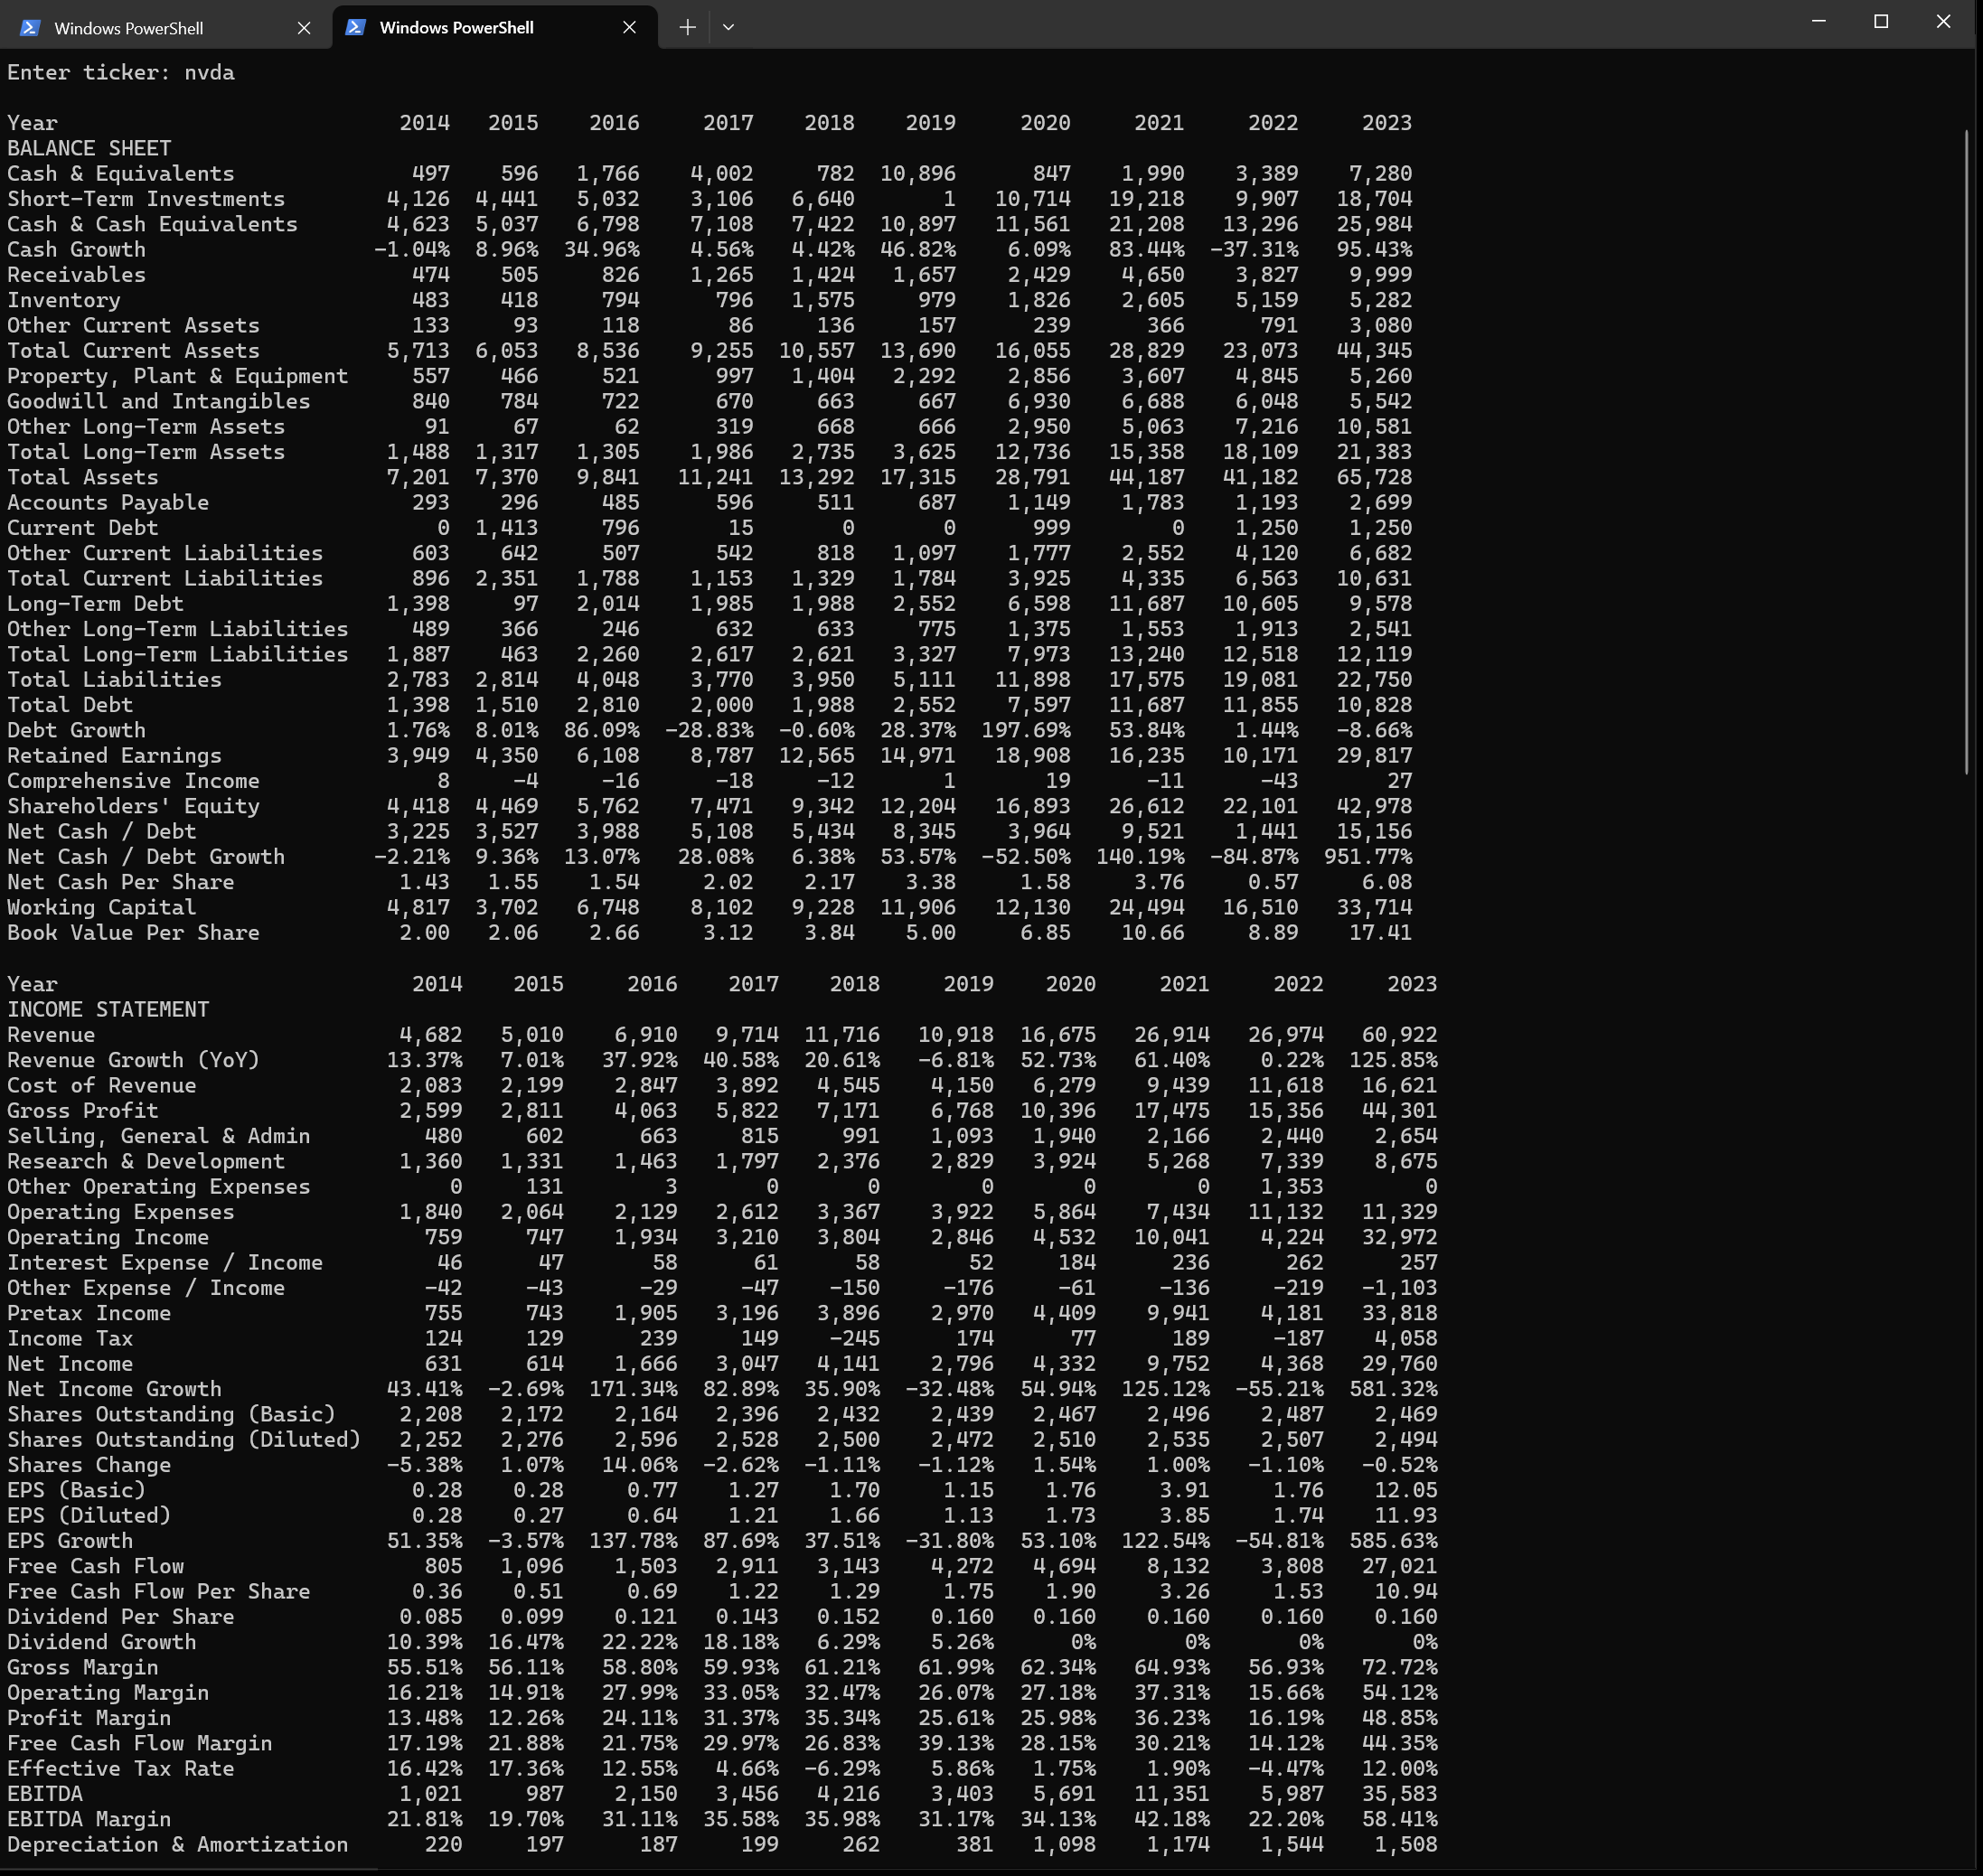 Windows PowerShell Windows PowerShell
Enter ticker: nvda
Year 2014 2015 2016 2017 2018 2019 2020 2021 2022 2023
BALANCE SHEET
Cash & Equivalents 497 596 1,766 4,002 782 10,896 847 1,990 3,389 7,280
Short-Term Investments 4,126 4,441 5,032 3,106 6,640 1 10,714 19,218 9,907 18,704
Cash & Cash Equivalents 4,623 5,037 6,798 7,108 7,422 10,897 11,561 21,208 13,296 25,984
Cash Growth -1.04% 8.96% 34.96% 4.56% 4.42% 46.82% 6.09% 83.44% -37.31% 95.43%
Receivables 474 505 826 1,265 1,424 1,657 2,429 4,650 3,827 9,999
Inventory 483 418 794 796 1,575 979 1,826 2,605 5,159 5,282
Other Current Assets 133 93 118 86 136 157 239 366 791 3,080
Total Current Assets 5,713 6,053 8,536 9,255 10,557 13,690 16,055 28,829 23,073 44,345
Property, Plant & Equipment 557 466 521 997 1,404 2,292 2,856 3,607 4,845 5,260
Goodwill and Intangibles 840 784 722 670 663 667 6,930 6,688 6,048 5,542
Other Long-Term Assets 91 67 62 319 668 666 2,950 5,063 7,216 10,581
Total Long-Term Assets 1,488 1,317 1,305 1,986 2,735 3,625 12,736 15,358 18,109 21,383
Total Assets 7,201 7,370 9,841 11,241 13,292 17,315 28,791 44,187 41,182 65,728
Accounts Payable 293 296 485 596 511 687 1,149 1,783 1,193 2,699
Current Debt 0 1,413 796 15 0 0 999 0 1,250 1,250
Other Current Liabilities 603 642 507 542 818 1,097 1,777 2,552 4,120 6,682
Total Current Liabilities 896 2,351 1,788 1,153 1,329 1,784 3,925 4,335 6,563 10,631
Long-Term Debt 1,398 97 2,014 1,985 1,988 2,552 6,598 11,687 10,605 9,578
Other Long-Term Liabilities 489 366 246 632 633 775 1,375 1,553 1,913 2,541
Total Long-Term Liabilities 1,887 463 2,260 2,617 2,621 3,327 7,973 13,240 12,518 12,119
Total Liabilities 2,783 2,814 4,048 3,770 3,950 5,111 11,898 17,575 19,081 22,750
Total Debt 1,398 1,510 2,810 2,000 1,988 2,552 7,597 11,687 11,855 10,828
Debt Growth 1.76% 8.01% 86.09% -28.83% -0.60% 28.37% 197.69% 53.84% 1.44% -8.66%
Retained Earnings 3,949 4,350 6,108 8,787 12,565 14,971 18,908 16,235 10,171 29,817
Comprehensive Income 8 -4 -16 -18 -12 1 19 -11 -43 27
Shareholders' Equity 4,418 4,469 5,762 7,471 9,342 12,204 16,893 26,612 22,101 42,978
Net Cash / Debt 3,225 3,527 3,988 5,108 5,434 8,345 3,964 9,521 1,441 15,156
Net Cash / Debt Growth -2.21% 9.36% 13.07% 28.08% 6.38% 53.57% -52.50% 140.19% -84.87% 951.77%
Net Cash Per Share 1.43 1.55 1.54 2.02 2.17 3.38 1.58 3.76 0.57 6.08
Working Capital 4,817 3,702 6,748 8,102 9,228 11,906 12,130 24,494 16,510 33,714
Book Value Per Share 2.00 2.06 2.66 3.12 3.84 5.00 6.85 10.66 8.89 17.41
Year 2014 2015 2016 2017 2018 2019 2020 2021 2022 2023
INCOME STATEMENT
Revenue 4,682 5,010 6,910 9,714 11,716 10,918 16,675 26,914 26,974 60,922
Revenue Growth (YoY) 13.37% 7.01% 37.92% 40.58% 20.61% -6.81% 52.73% 61.40% 0.22% 125.85%
Cost of Revenue 2,083 2,199 2,847 3,892 4,545 4,150 6,279 9,439 11,618 16,621
Gross Profit 2,599 2,811 4,063 5,822 7,171 6,768 10,396 17,475 15,356 44,301
Selling, General & Admin 480 602 663 815 991 1,093 1,940 2,166 2,440 2,654
Research & Development 1,360 1,331 1,463 1,797 2,376 2,829 3,924 5,268 7,339 8,675
Other Operating Expenses 0 131 3 0 0 0 0 0 1,353 0
Operating Expenses 1,840 2,064 2,129 2,612 3,367 3,922 5,864 7,434 11,132 11,329
Operating Income 759 747 1,934 3,210 3,804 2,846 4,532 10,041 4,224 32,972
Interest Expense / Income 46 47 58 61 58 52 184 236 262 257
Other Expense / Income -42 -43 -29 -47 -150 -176 -61 -136 -219 -1,103
Pretax Income 755 743 1,905 3,196 3,896 2,970 4,409 9,941 4,181 33,818
Income Tax 124 129 239 149 -245 174 77 189 -187 4,058
Net Income 631 614 1,666 3,047 4,141 2,796 4,332 9,752 4,368 29,760
Net Income Growth 43.41% -2.69% 171.34% 82.89% 35.90% -32.48% 54.94% 125.12% -55.21% 581.32%
Shares Outstanding (Basic) 2,208 2,172 2,164 2,396 2,432 2,439 2,467 2,496 2,487 2,469
Shares Outstanding (Diluted) 2,252 2,276 2,596 2,528 2,500 2,472 2,510 2,535 2,507 2,494
Shares Change -5.38% 1.07% 14.06% -2.62% -1.11% -1.12% 1.54% 1.00% -1.10% -0.52%
EPS (Basic) 0.28 0.28 0.77 1.27 1.70 1.15 1.76 3.91 1.76 12.05
EPS (Diluted) 0.28 0.27 0.64 1.21 1.66 1.13 1.73 3.85 1.74 11.93
EPS Growth 51.35% -3.57% 137.78% 87.69% 37.51% -31.80% 53.10% 122.54% -54.81% 585.63%
Free Cash Flow 805 1,096 1,503 2,911 3,143 4,272 4,694 8,132 3,808 27,021
Free Cash Flow Per Share 0.36 0.51 0.69 1.22 1.29 1.75 1.90 3.26 1.53 10.94
Dividend Per Share 0.085 0.099 0.121 0.143 0.152 0.160 0.160 0.160 0.160 0.160
Dividend Growth 10.39% 16.47% 22.22% 18.18% 6.29% 5.26% 0% 0% 0% 0%
Gross Margin 55.51% 56.11% 58.80% 59.93% 61.21% 61.99% 62.34% 64.93% 56.93% 72.72%
Operating Margin 16.21% 14.91% 27.99% 33.05% 32.47% 26.07% 27.18% 37.31% 15.66% 54.12%
Profit Margin 13.48% 12.26% 24.11% 31.37% 35.34% 25.61% 25.98% 36.23% 16.19% 48.85%
Free Cash Flow Margin 17.19% 21.88% 21.75% 29.97% 26.83% 39.13% 28.15% 30.21% 14.12% 44.35%
Effective Tax Rate 16.42% 17.36% 12.55% 4.66% -6.29% 5.86% 1.75% 1.90% -4.47% 12.00%
EBITDA 1,021 987 2,150 3,456 4,216 3,403 5,691 11,351 5,987 35,583
EBITDA Margin 21.81% 19.70% 31.11% 35.58% 35.98% 31.17% 34.13% 42.18% 22.20% 58.41%
Depreciation & Amortization 220 197 187 199 262 381 1,098 1,174 1,544 1,508